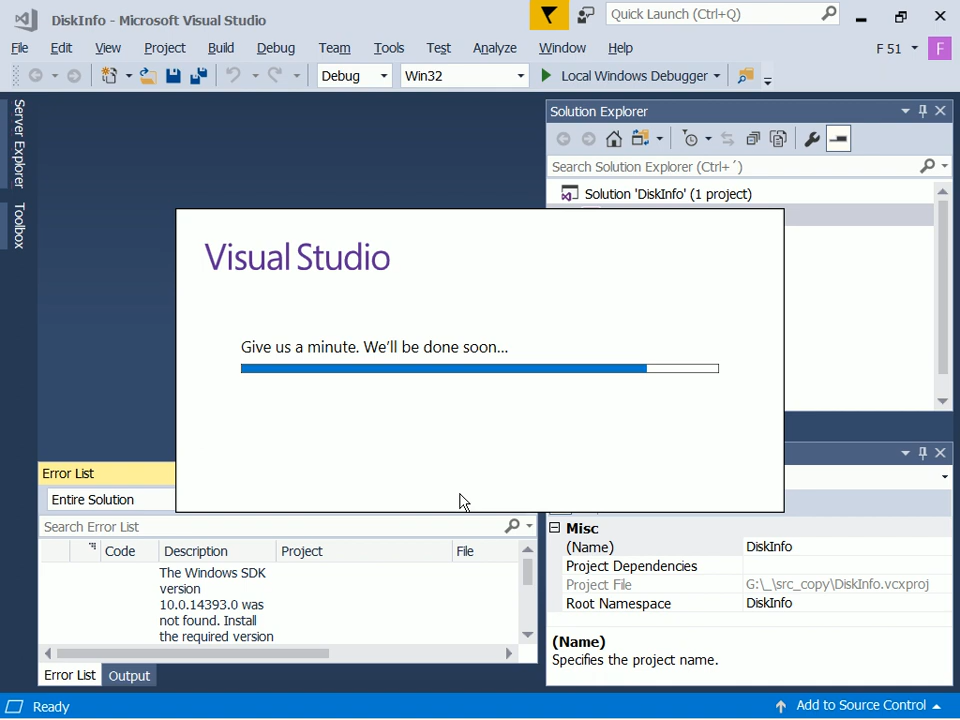 DiskInfo - Microsoft Visual Studio
Quick Launch (Ctrl+Q)
File Edit View Project Build Debug Team Tools Test Analyze Window Help
F 51
F
Debug
Win32
Local Windows Debugger
Server Explorer
Toolbox
Solution Explorer
Search Solution Explorer (Ctrl+´)
Solution 'DiskInfo' (1 project)
Visual Studio
Give us a minute. We'll be done soon...
Error List
Entire Solution
Search Error List
Code Description Project File
The Windows SDK
version
10.0.14393.0 was
not found. Install
the required version
Error List
Output
Misc
(Name) DiskInfo
Project Dependencies
Project File G:\_\src_copy\DiskInfo.vcxproj
Root Namespace DiskInfo
(Name)
Specifies the project name.
Ready
Add to Source Control